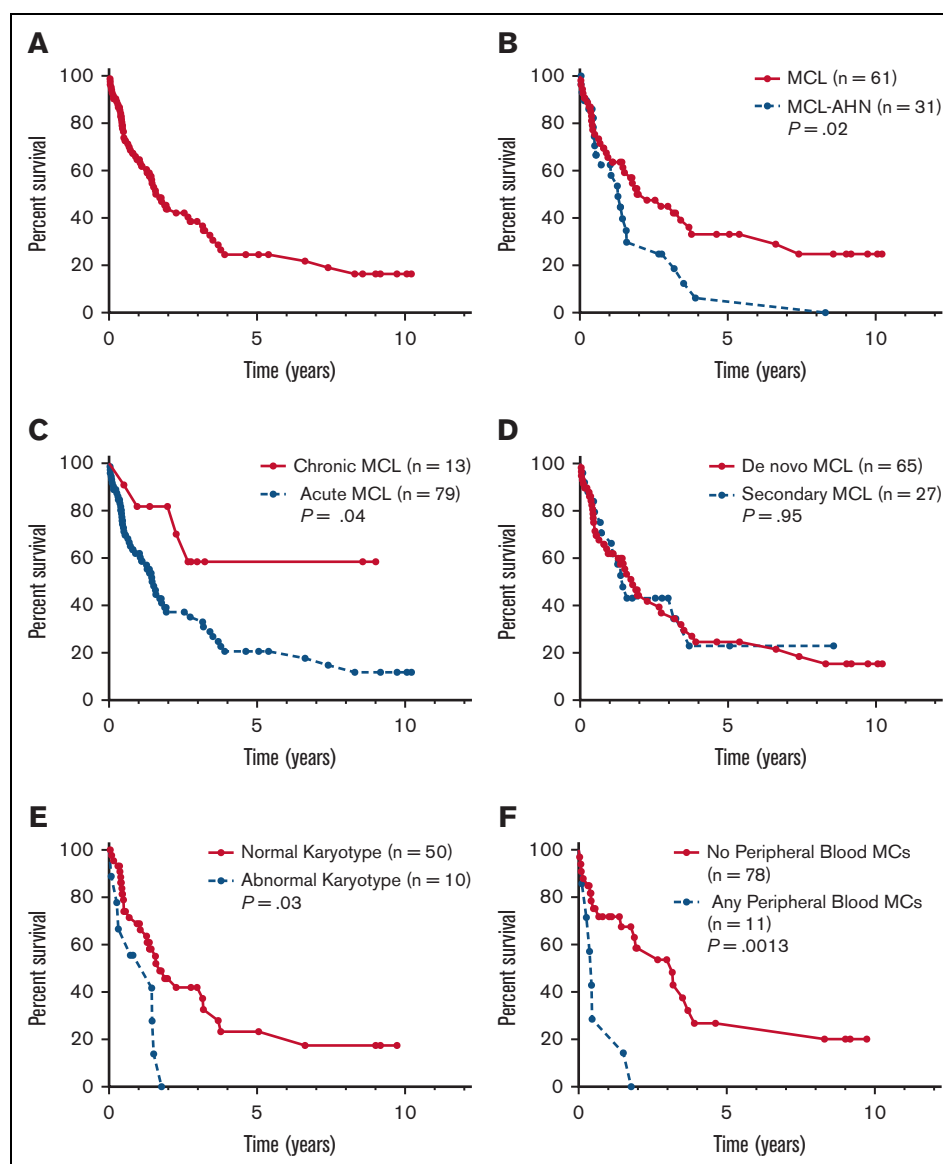 A
Percent survival
100
80
60
40
20
0
0 5 10
Time (years)
B
Percent survival
100
80
60
40
20
0
0 5 10
Time (years)
MCL (n = 61)
MCL-AHN (n = 31)
P = .02
C
Percent survival
100
80
60
40
20
0
0 5 10
Time (years)
Chronic MCL (n = 13)
Acute MCL (n = 79)
P = .04
D
Percent survival
100
80
60
40
20
0
0 5 10
Time (years)
De novo MCL (n = 65)
Secondary MCL (n = 27)
P = .95
E
Percent survival
100
80
60
40
20
0
0 5 10
Time (years)
Normal Karyotype (n = 50)
Abnormal Karyotype (n = 10)
P = .03
F
Percent survival
100
80
60
40
20
0
0 5 10
Time (years)
No Peripheral Blood MCs
(n = 78)
Any Peripheral Blood MCs
(n = 11)
P = .0013